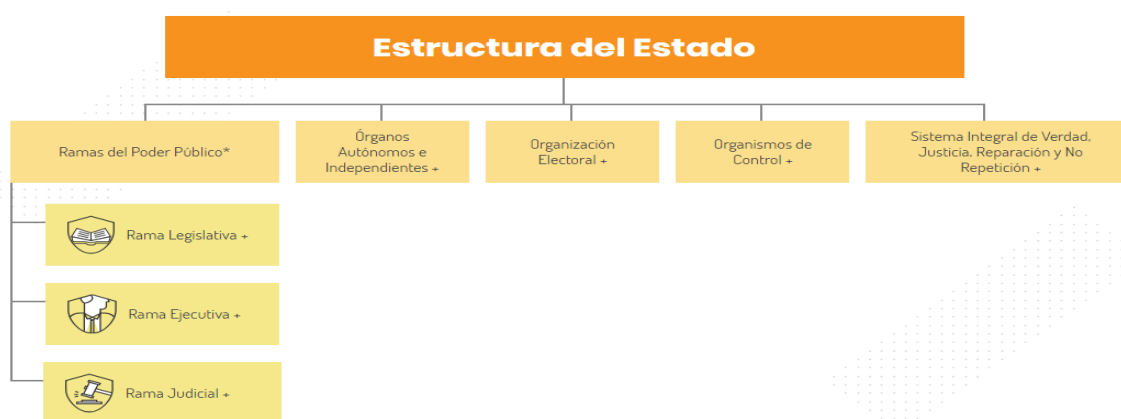 Estructura del Estado
Ramas del Poder Público*
Órganos
Autónomos e
Independientes +
Organización
Electoral +
Organismos de
Control +
Sistema Integral de Verdad,
Justicia, Reparación y No
Repetición +
Rama Legislativa +
Rama Ejecutiva +
Rama Judicial +